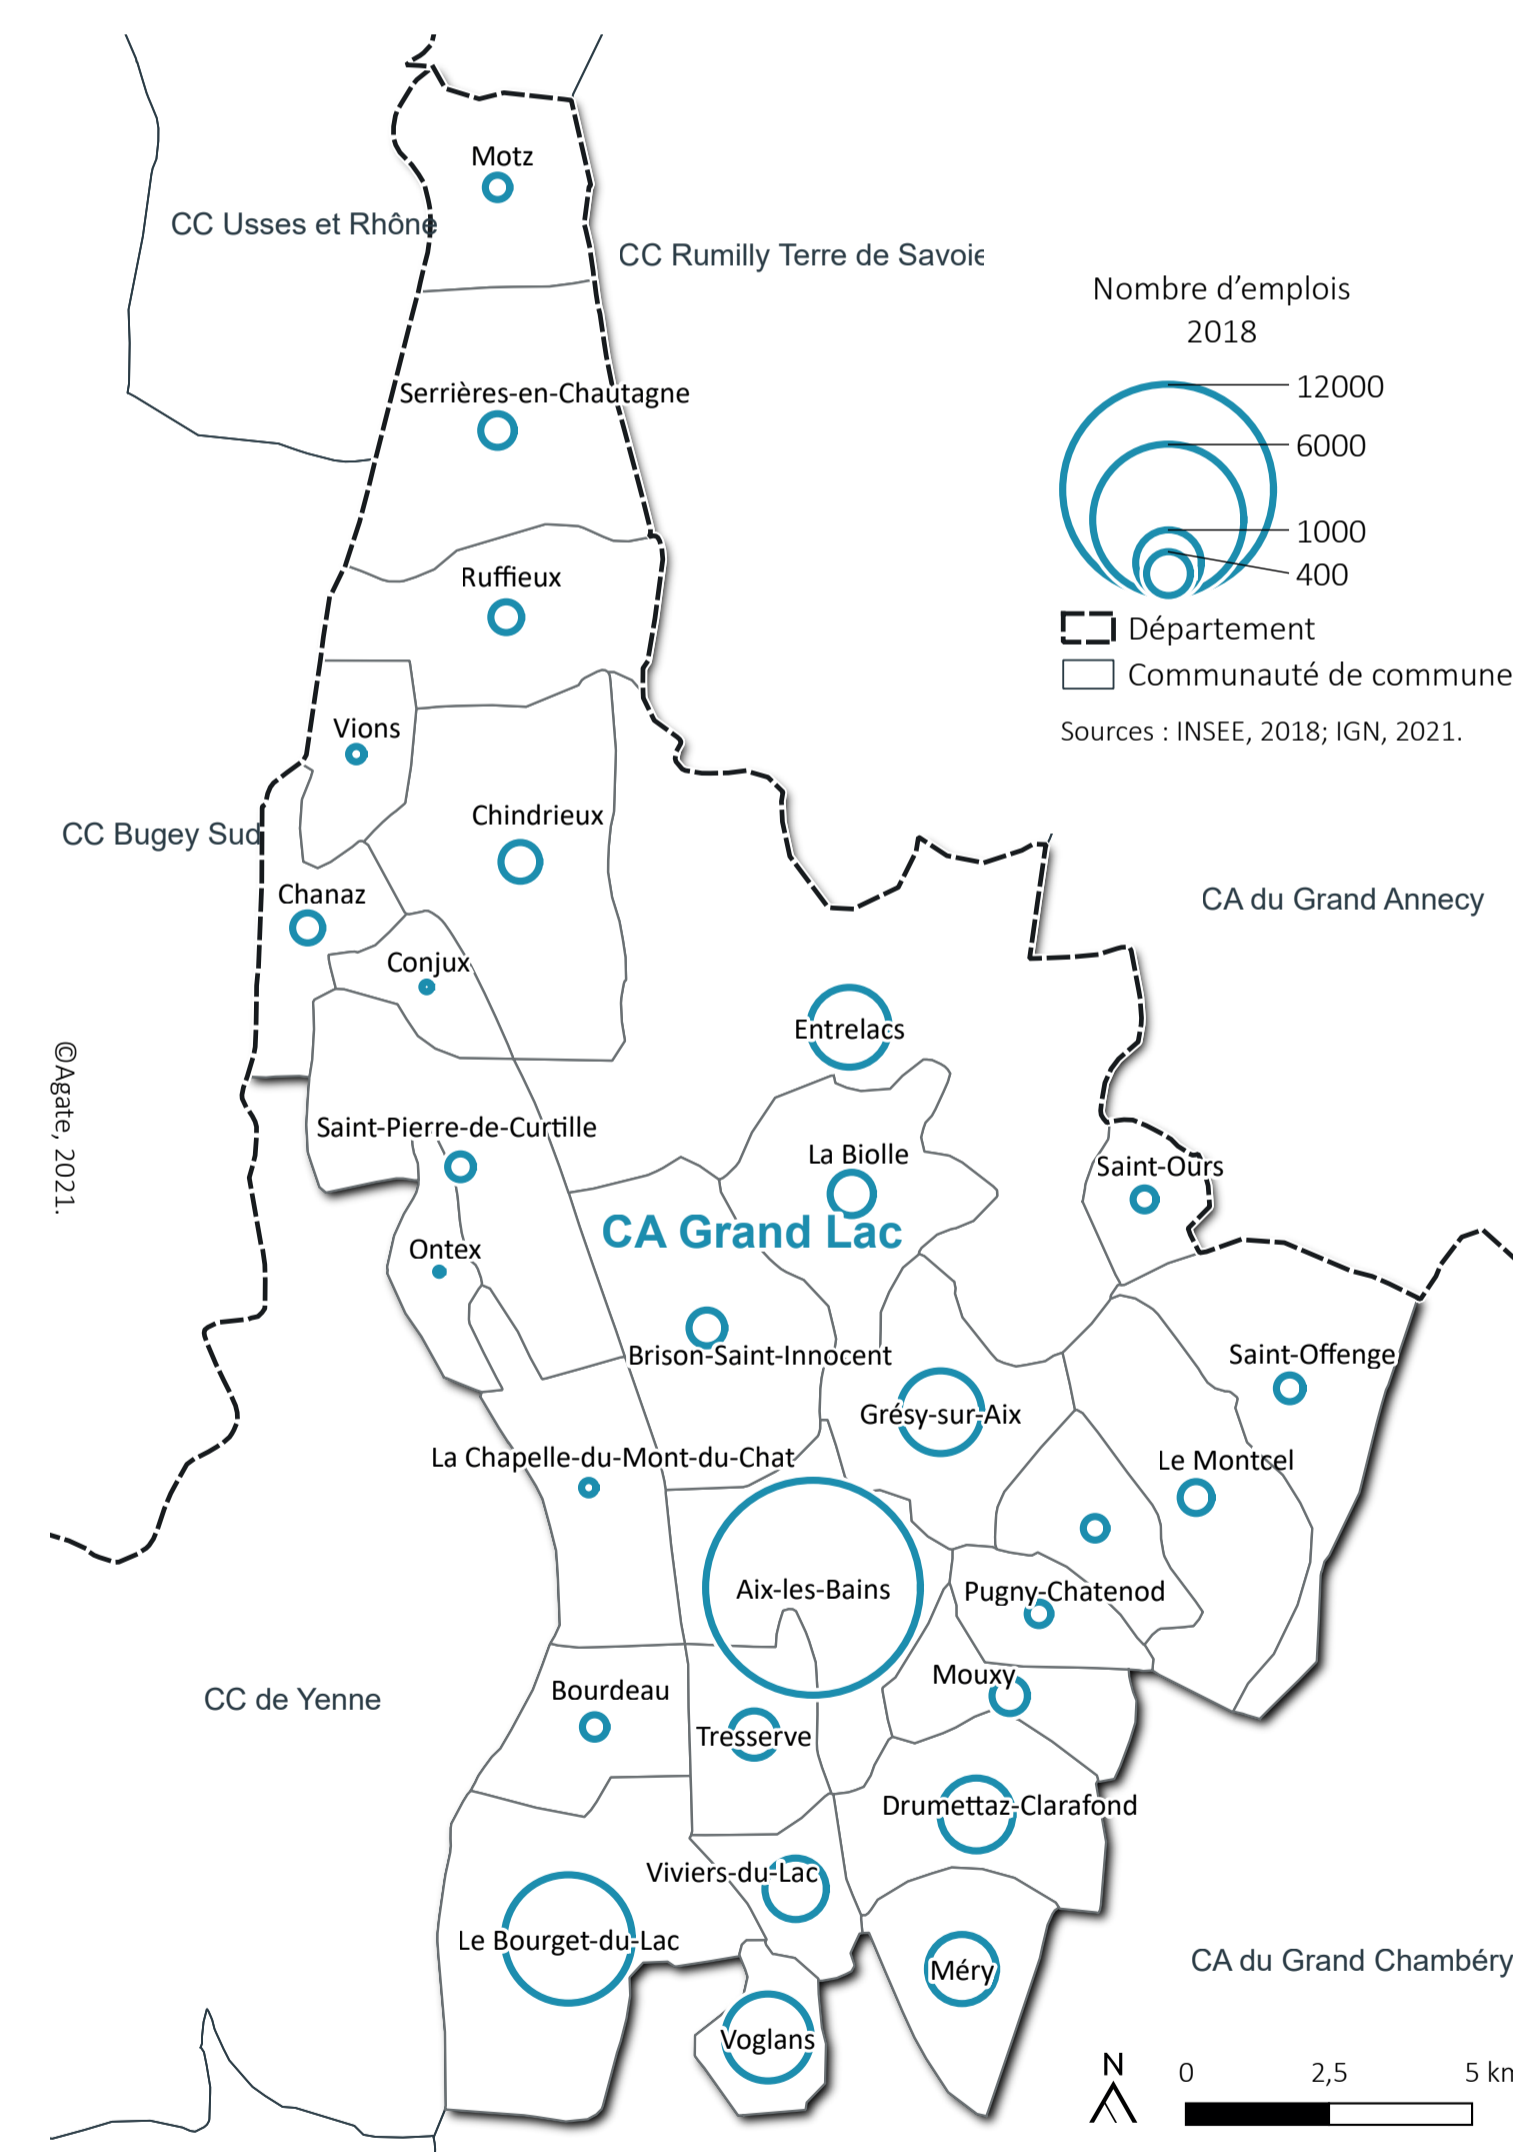 Motz
CC Usses et Rhône
CC Rumilly Terre de Savoie
Nombre d’emplois
2018
12000
6000
1000
400
Département
Communauté de commune
Sources : INSEE, 2018; IGN, 2021.
Serrières-en-Chautagne
Ruffieux
Vions
Chindrieux
CC Bugey Sud
Chanaz
CA du Grand Annecy
Conjux
Entrelacs
©Agate, 2021.
Saint-Pierre-de-Curtille
La Biolle
Saint-Ours
CA Grand Lac
Ontex
Brison-Saint-Innocent
Saint-Offenge
Grésy-sur-Aix
La Chapelle-du-Mont-du-Chat
Le Montcel
Aix-les-Bains
Pugny-Chatenod
Mouxy
Bourdeau
CC de Yenne
Tresserve
Drumettaz-Clarafond
Viviers-du-Lac
Le Bourget-du-Lac
CA du Grand Chambéry
Méry
Voglans
N
0 2,5 5 km